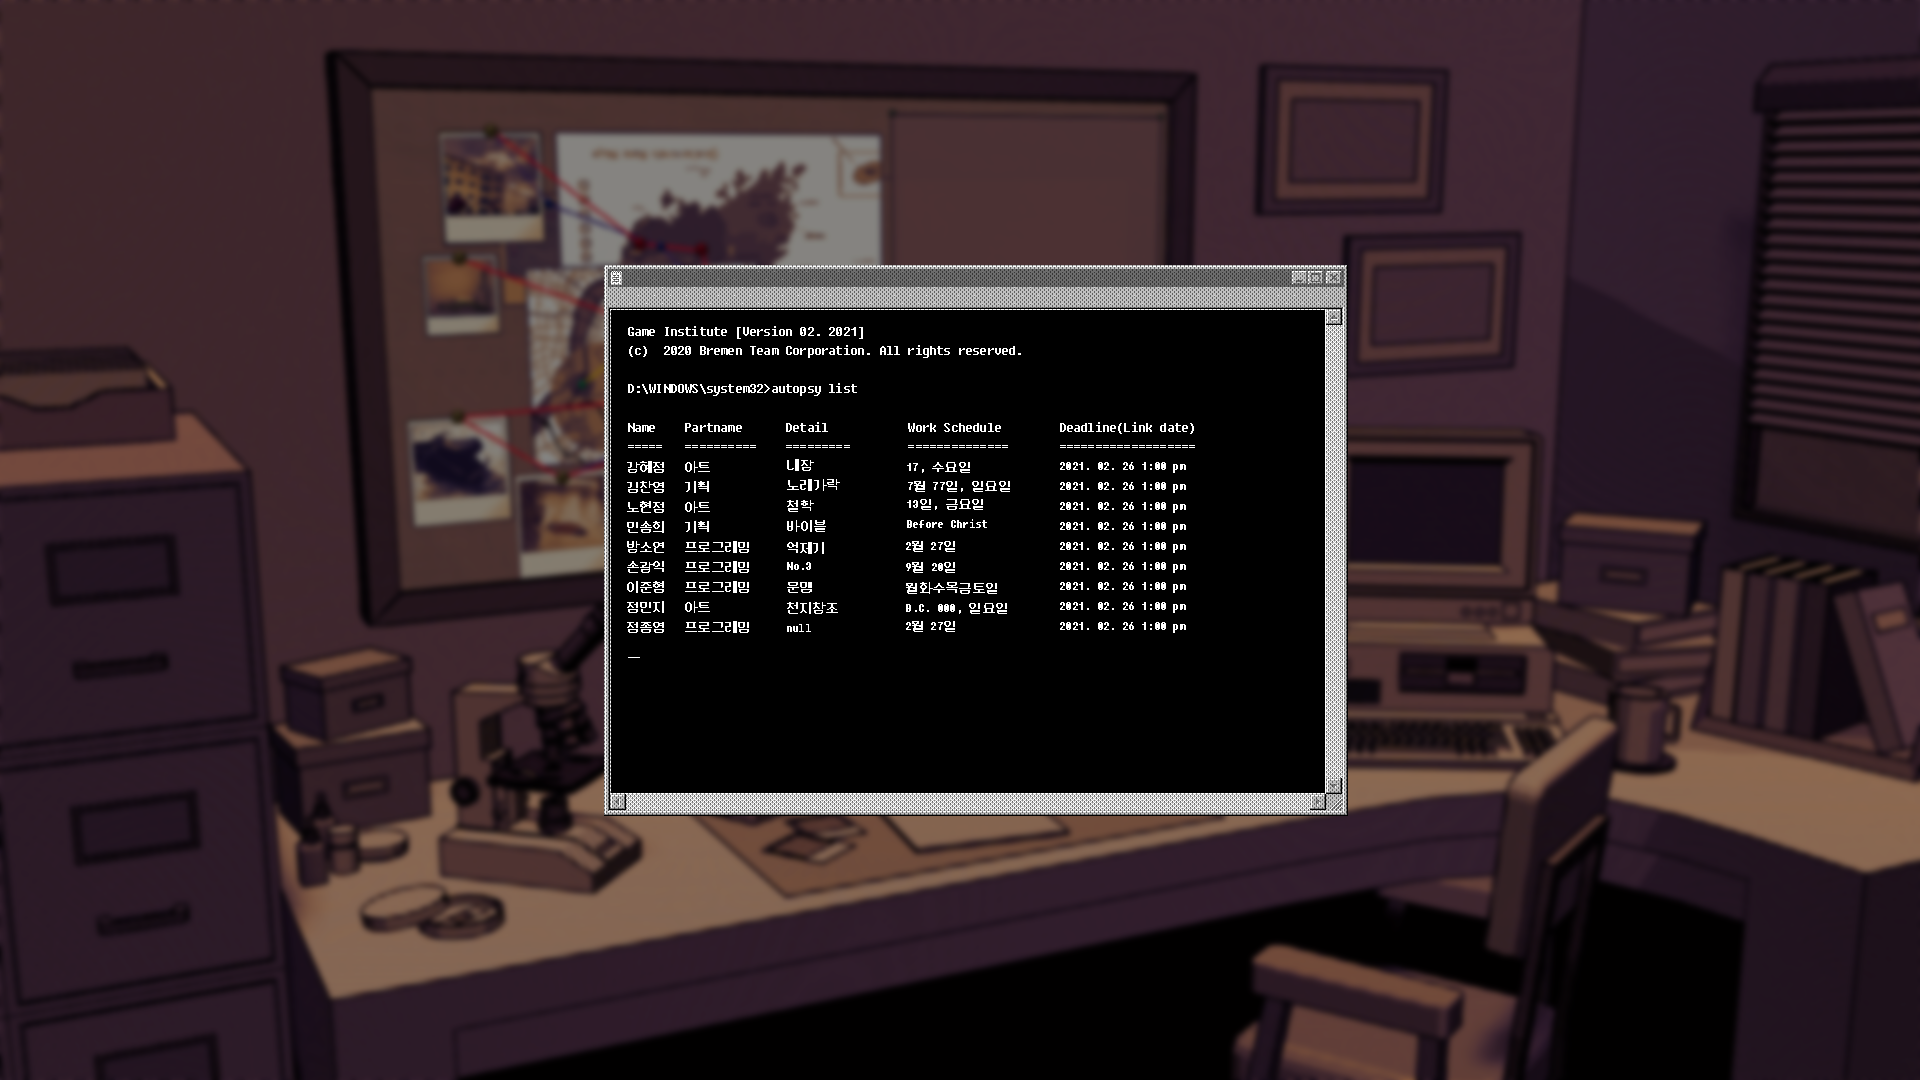 Game Institute [Version 02. 2021]
(c) 2020 Bremen Team Corporation. All rights reserved.
D:\WINDOWS\system32>autopsy list
Name Partname Detail Work Schedule Deadline(Link date)
===== ========== ========= ============== ===================
강혜정 아트 내장 17, 수요일 2021. 02. 26 1:00 pm
김찬영 기획 노래가락 7월 77일, 일요일 2021. 02. 26 1:00 pm
노현정 아트 철학 13일, 금요일 2021. 02. 26 1:00 pm
민송희 기획 바이블 Before Christ 2021. 02. 26 1:00 pm
방소연 프로그래밍 억제기 2월 27일 2021. 02. 26 1:00 pm
손광익 프로그래밍 No.3 9월 20일 2021. 02. 26 1:00 pm
이준형 프로그래밍 문맹 월화수목금토일 2021. 02. 26 1:00 pm
정민지 아트 천지창조 B.C. 000, 일요일 2021. 02. 26 1:00 pm
정종영 프로그래밍 null 2월 27일 2021. 02. 26 1:00 pm